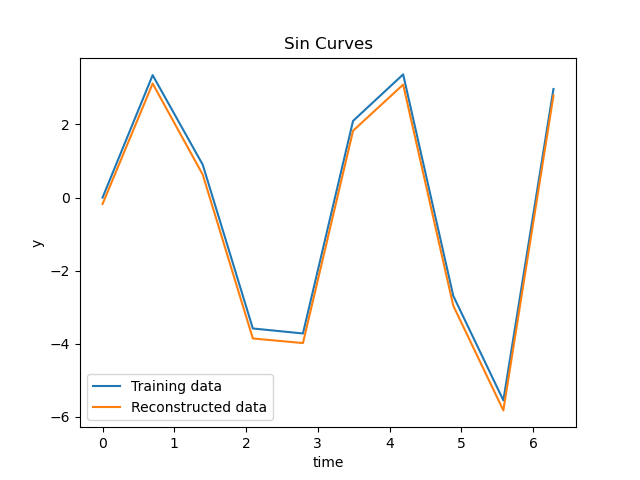 Sin Curves
y
2
0
−2
−4
−6
Training data
Reconstructed data
0 1 2 3 4 5 6
time